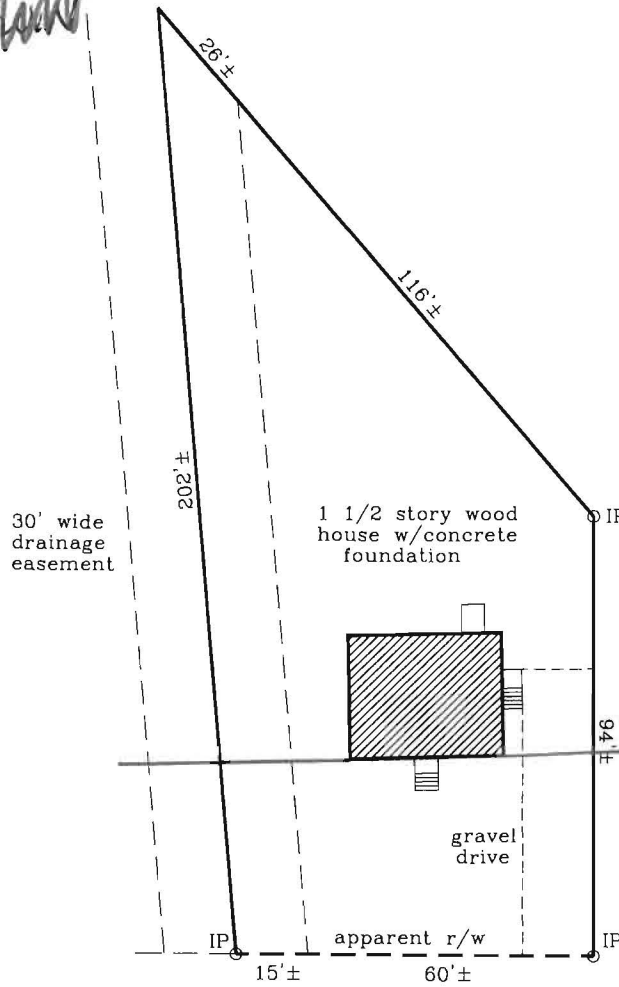 26'±
116'±
202'±
30' wide
drainage
easement
1 1/2 story wood
house w/concrete
foundation
IP
94'±
gravel
drive
IP
apparent r/w
IP
15'±
60'±